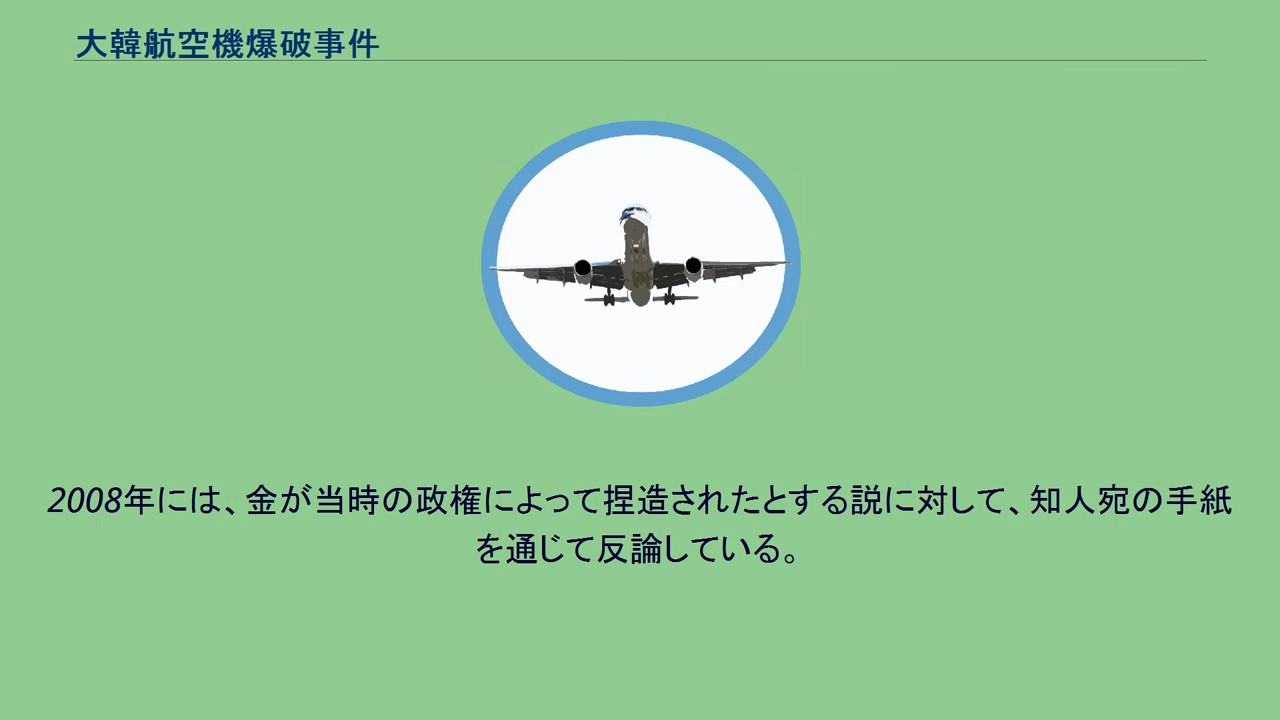 大韓航空機爆破事件
2008年には、金が当時の政権によって捏造されたとする説に対して、知人宛の手紙
を通じて反論している。